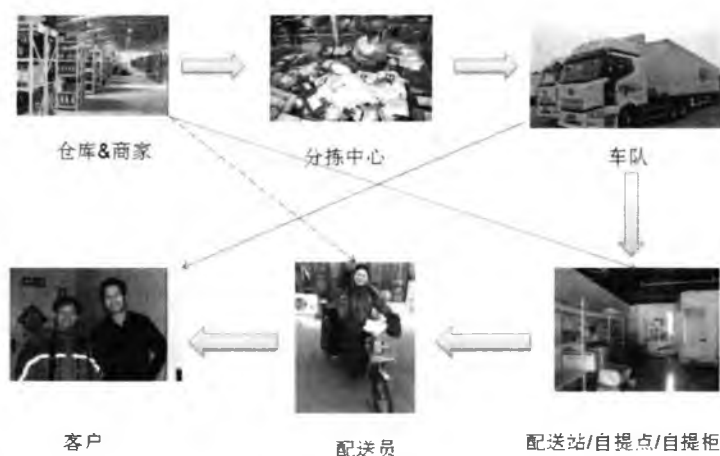 仓库&商家
分拣中心
车队
客户
配送员
配送站/自提点/自提柜